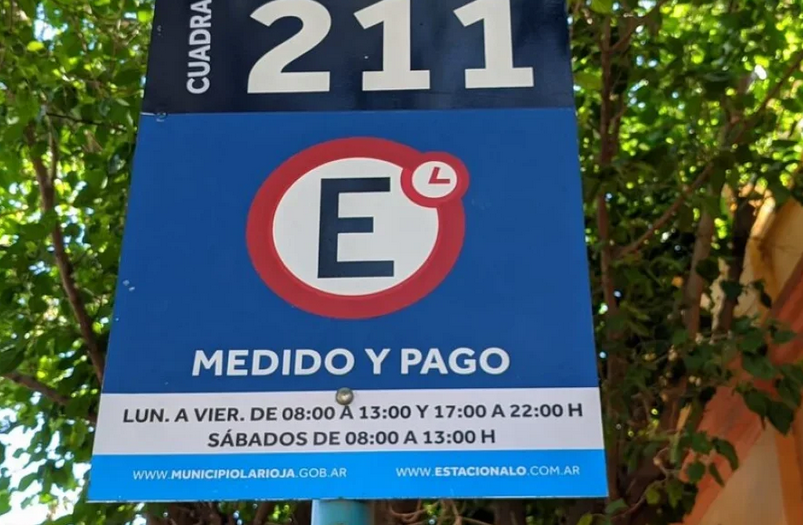 CUADRA
211
E
MEDIDO Y PAGO
LUN. A VIER. DE 08:00 A 13:00 Y 17:00 A 22:00 H
SÁBADOS DE 08:00 A 13:00 H
WWW.MUNICIPIOLARIOJA.GOB.AR WWW.ESTACIONALO.COM.AR